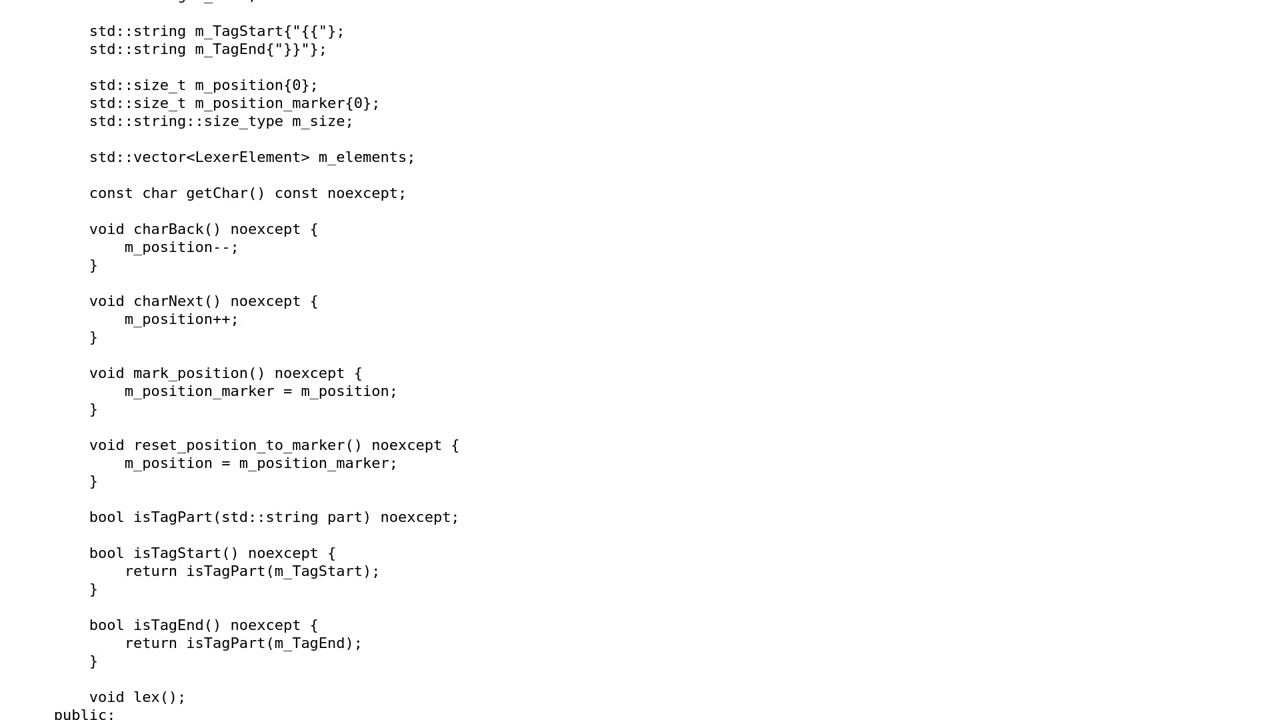 std::string m_TagStart{"{{"};
std::string m_TagEnd{"}}"};
std::size_t m_position{0};
std::size_t m_position_marker{0};
std::string::size_type m_size;
std::vector<LexerElement> m_elements;
const char getChar() const noexcept;
void charBack() noexcept {
m_position--;
}
void charNext() noexcept {
m_position++;
}
void mark_position() noexcept {
m_position_marker = m_position;
}
void reset_position_to_marker() noexcept {
m_position = m_position_marker;
}
bool isTagPart(std::string part) noexcept;
bool isTagStart() noexcept {
return isTagPart(m_TagStart);
}
bool isTagEnd() noexcept {
return isTagPart(m_TagEnd);
}
void lex();
public: